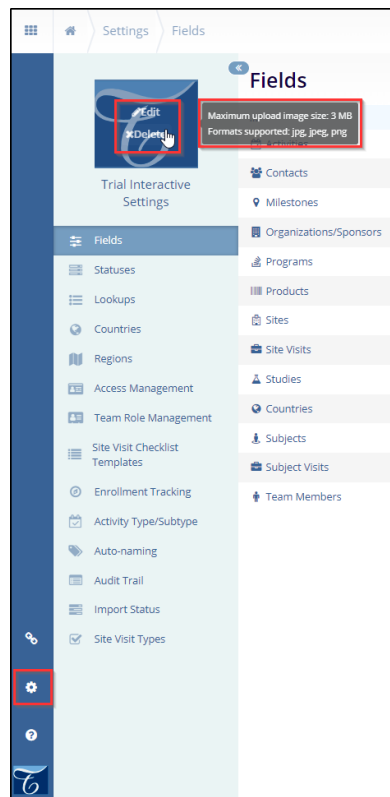 Settings
Fields
Fields
Edit
Delete
Maximum upload image size: 3 MB
Formats supported: jpg, jpeg, png
Activities
Trial Interactive
Settings
Fields
Statuses
Lookups
Countries
Regions
Access Management
Team Role Management
Site Visit Checklist
Templates
Enrollment Tracking
Activity Type/Subtype
Auto-naming
Audit Trail
Import Status
Site Visit Types
Contacts
Milestones
Organizations/Sponsors
Programs
Products
Sites
Site Visits
Studies
Countries
Subjects
Subject Visits
Team Members